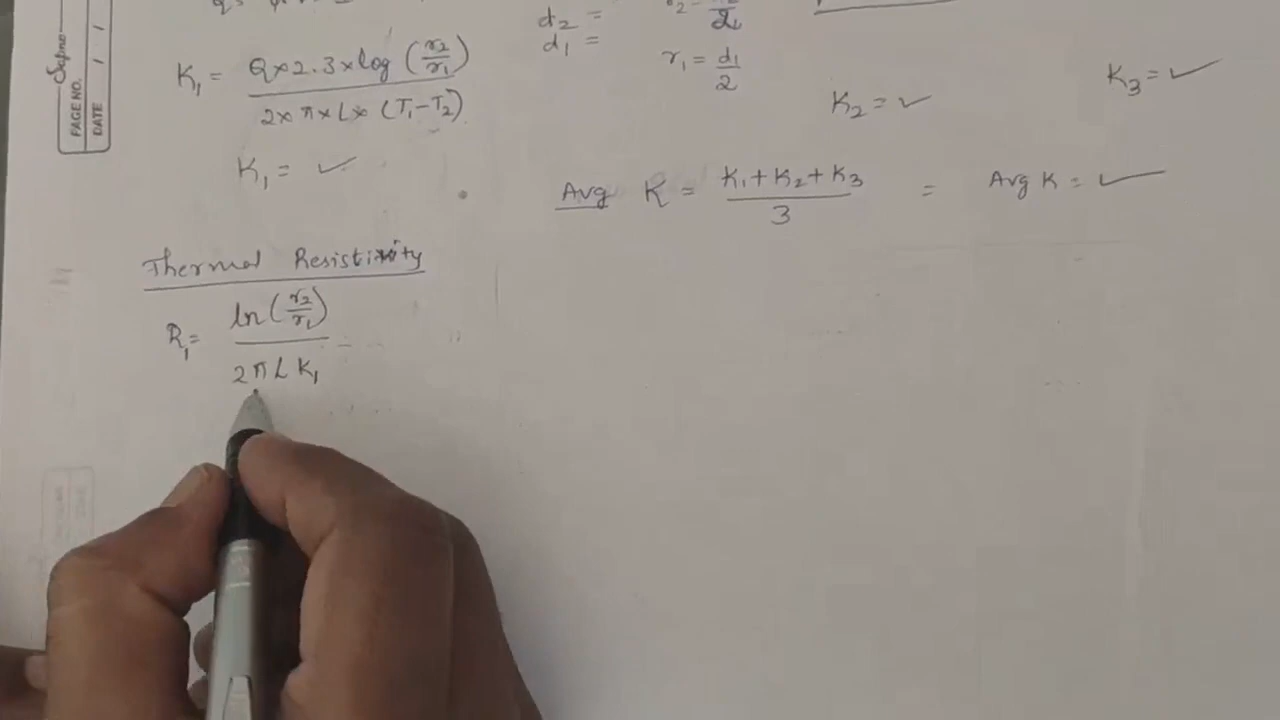 Sapna
PAGE NO.
DATE / /
d₂ =
d₁ =
r₁ = d₁/2
K₁ = Q×2.3×log (r₂/r₁) / 2×π×L× (T₁-T₂)
K₁ = ✓
K₂ = ✓
K₃ = ✓
Avg K = K₁+K₂+K₃ / 3 = Avg K = ✓
Thermal Resistivity
R₁ = ln (r₂/r₁) / 2πLK₁